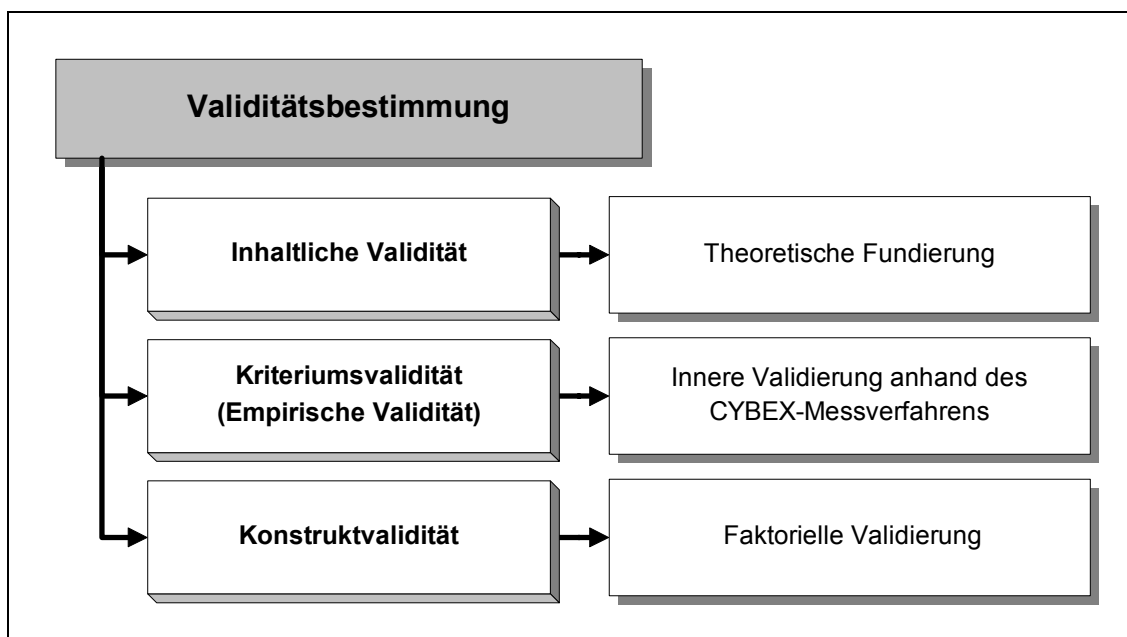 Validitätsbestimmung
Inhaltliche Validität
Theoretische Fundierung
Kriteriumsvalidität
(Empirische Validität)
Innere Validierung anhand des
CYBEX-Messverfahrens
Konstruktvalidität
Faktorielle Validierung